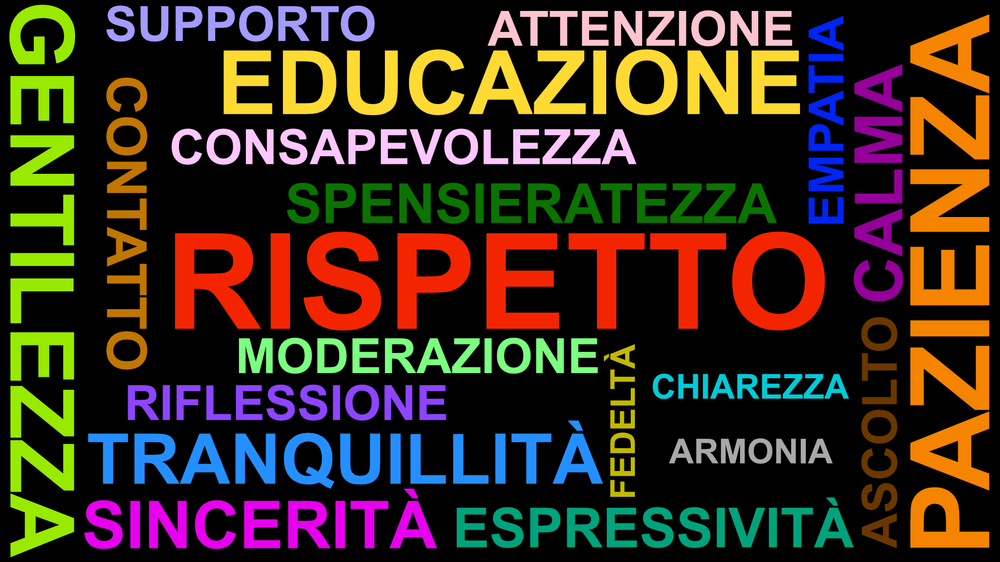 GENTILEZZA
SUPPORTO
ATTENZIONE
EDUCAZIONE
EMPATIA
CALMA
PAZIENZA
CONTATTO
CONSAPEVOLEZZA
SPENSIERATEZZA
RISPETTO
MODERAZIONE
FEDELTÀ
CHIAREZZA
ASCOLTO
RIFLESSIONE
TRANQUILLITÀ
ARMONIA
SINCERITÀ
ESPRESSIVITÀ